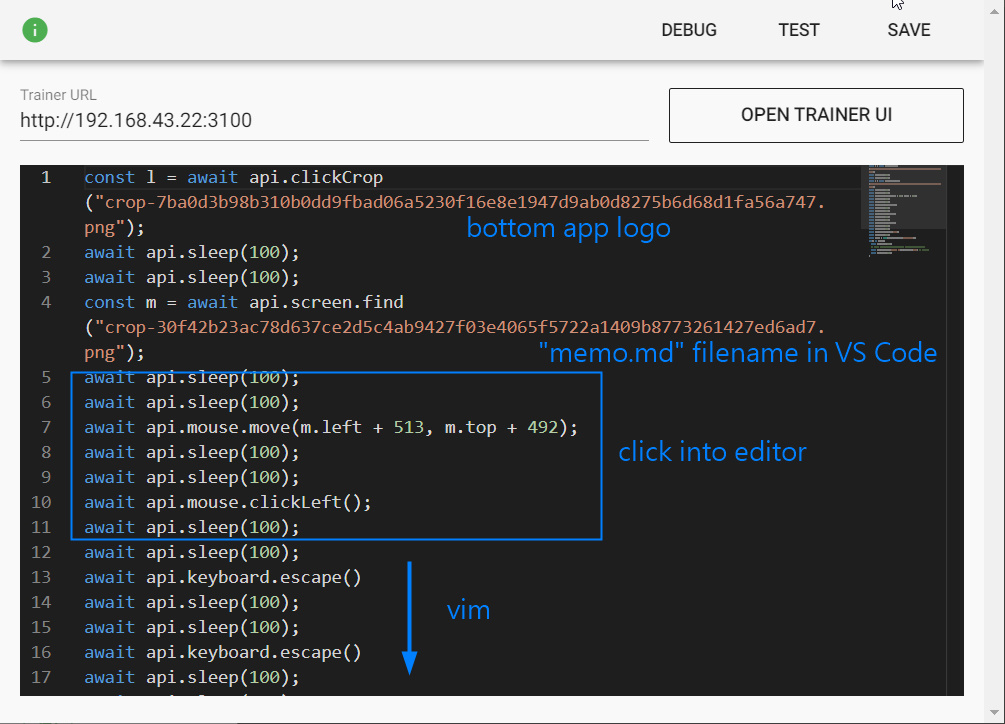 i
DEBUG TEST SAVE
Trainer URL
http://192.168.43.22:3100
OPEN TRAINER UI
1 const l = await api.clickCrop
("crop-7ba0d3b98b310b0dd9fbad06a5230f16e8e1947d9ab0d8275b6d68d1fa56a747.
png");
bottom app logo
2 await api.sleep(100);
3 await api.sleep(100);
4 const m = await api.screen.find
("crop-30f42b23ac78d637ce2d5c4ab9427f03e4065f5722a1409b8773261427ed6ad7.
png");
"memo.md" filename in VS Code
5 await api.sleep(100);
6 await api.sleep(100);
7 await api.mouse.move(m.left + 513, m.top + 492);
8 await api.sleep(100);
click into editor
9 await api.sleep(100);
10 await api.mouse.clickLeft();
11 await api.sleep(100);
12 await api.sleep(100);
13 await api.keyboard.escape()
14 await api.sleep(100);
vim
15 await api.sleep(100);
16 await api.keyboard.escape()
17 await api.sleep(100);